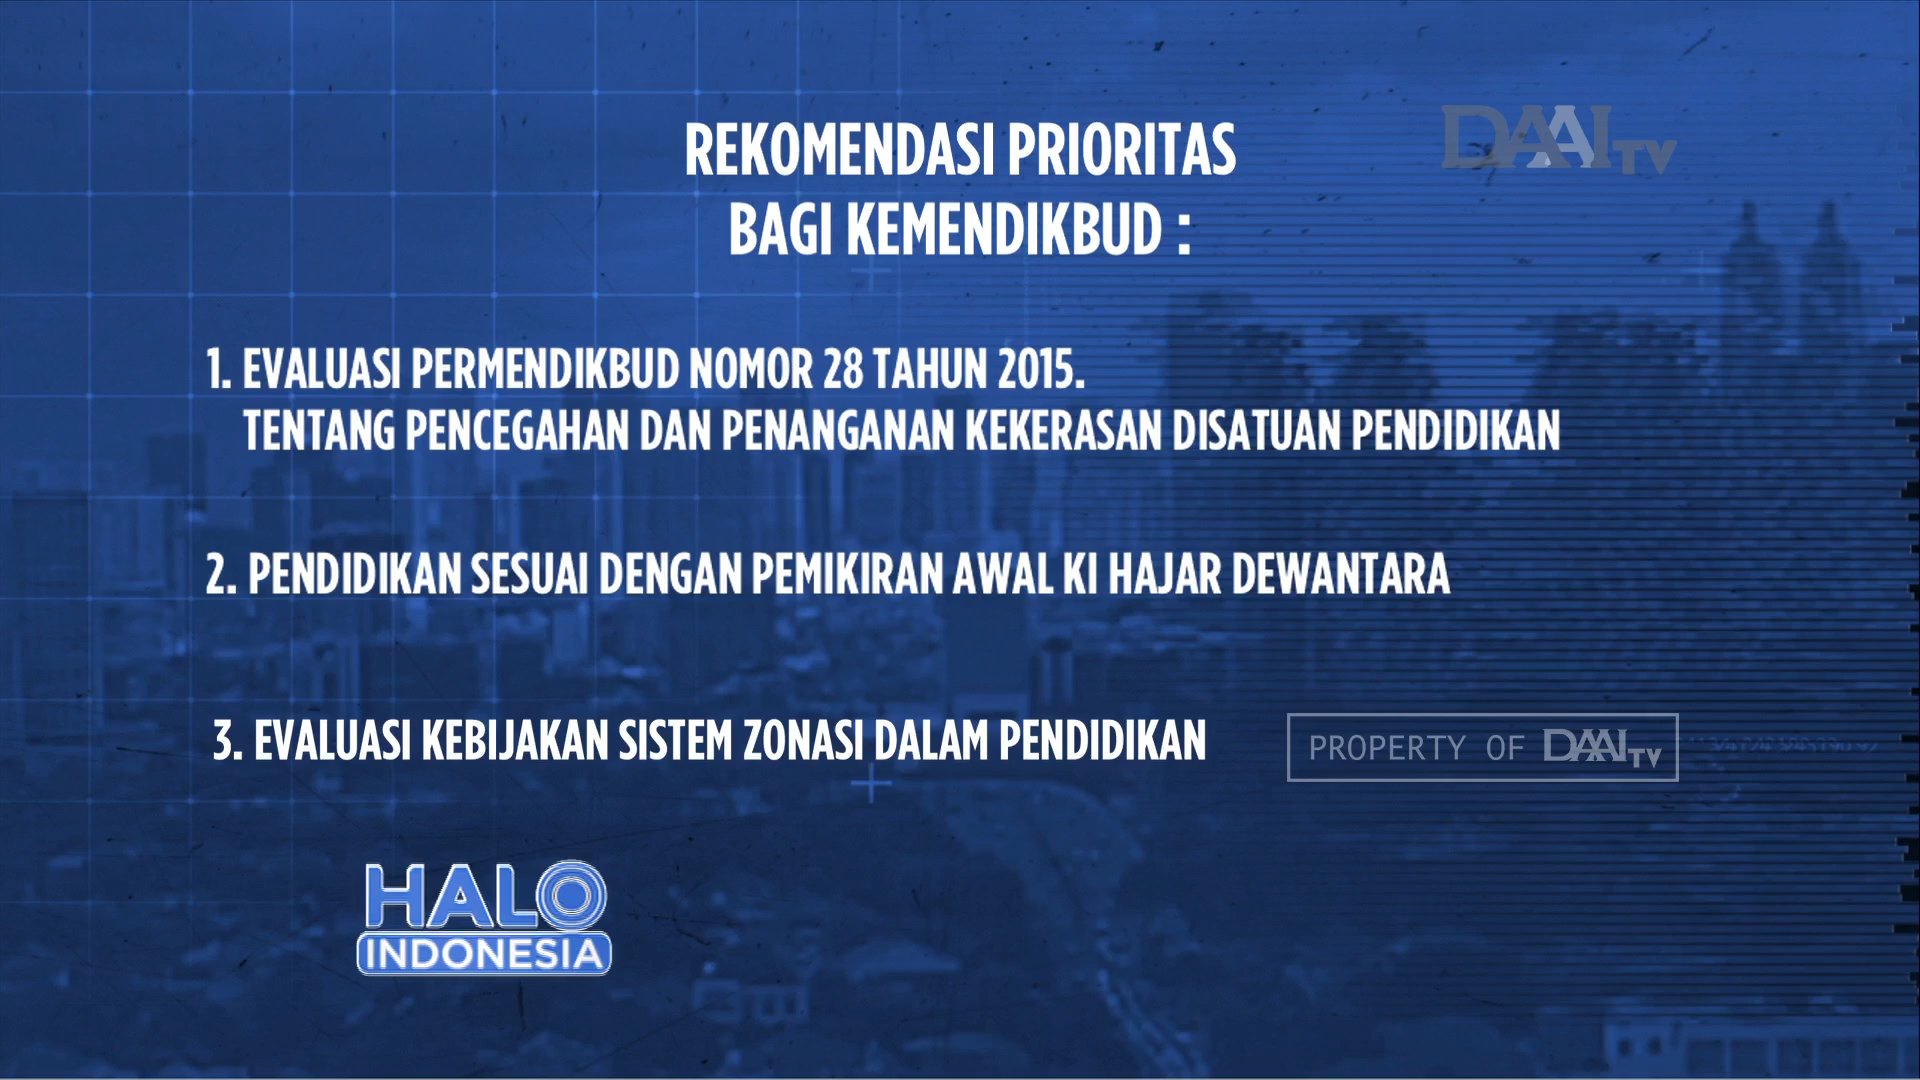 REKOMENDASI PRIORITAS
BAGI KEMENDIKBUD :
DAAI TV
1. EVALUASI PERMENDIKBUD NOMOR 28 TAHUN 2015.
TENTANG PENCEGAHAN DAN PENANGANAN KEKERASAN DISATUAN PENDIDIKAN
2. PENDIDIKAN SESUAI DENGAN PEMIKIRAN AWAL KI HAJAR DEWANTARA
3. EVALUASI KEBIJAKAN SISTEM ZONASI DALAM PENDIDIKAN
PROPERTY OF DAAI TV
HALO
INDONESIA